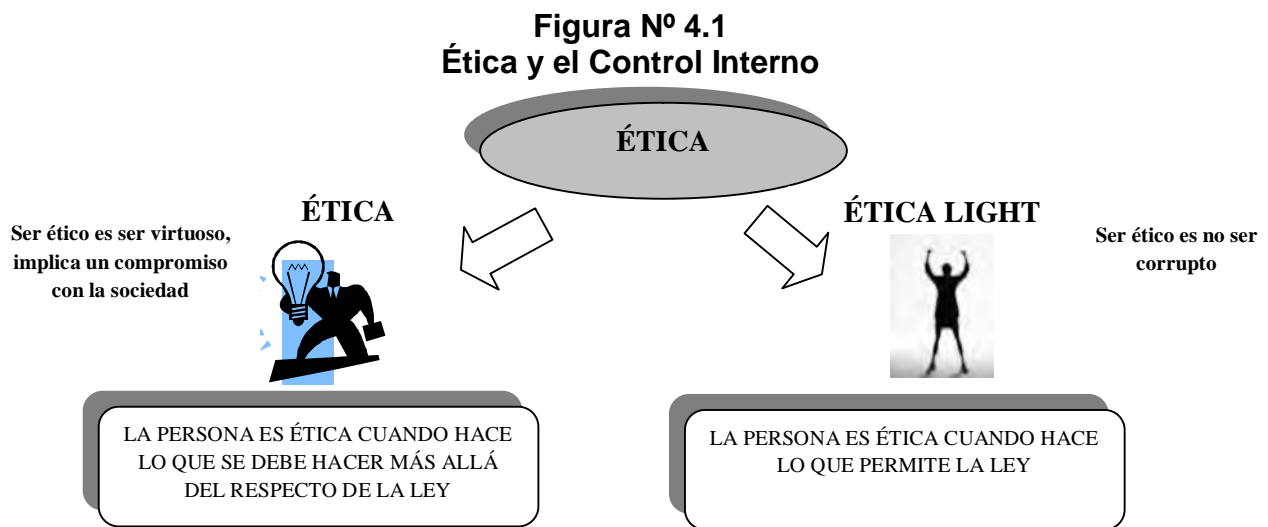 Figura Nº 4.1
Ética y el Control Interno
ÉTICA
ÉTICA
Ser ético es ser virtuoso,
implica un compromiso
con la sociedad
LA PERSONA ES ÉTICA CUANDO HACE
LO QUE SE DEBE HACER MÁS ALLÁ
DEL RESPECTO DE LA LEY
ÉTICA LIGHT
Ser ético es no ser
corrupto
LA PERSONA ES ÉTICA CUANDO HACE
LO QUE PERMITE LA LEY